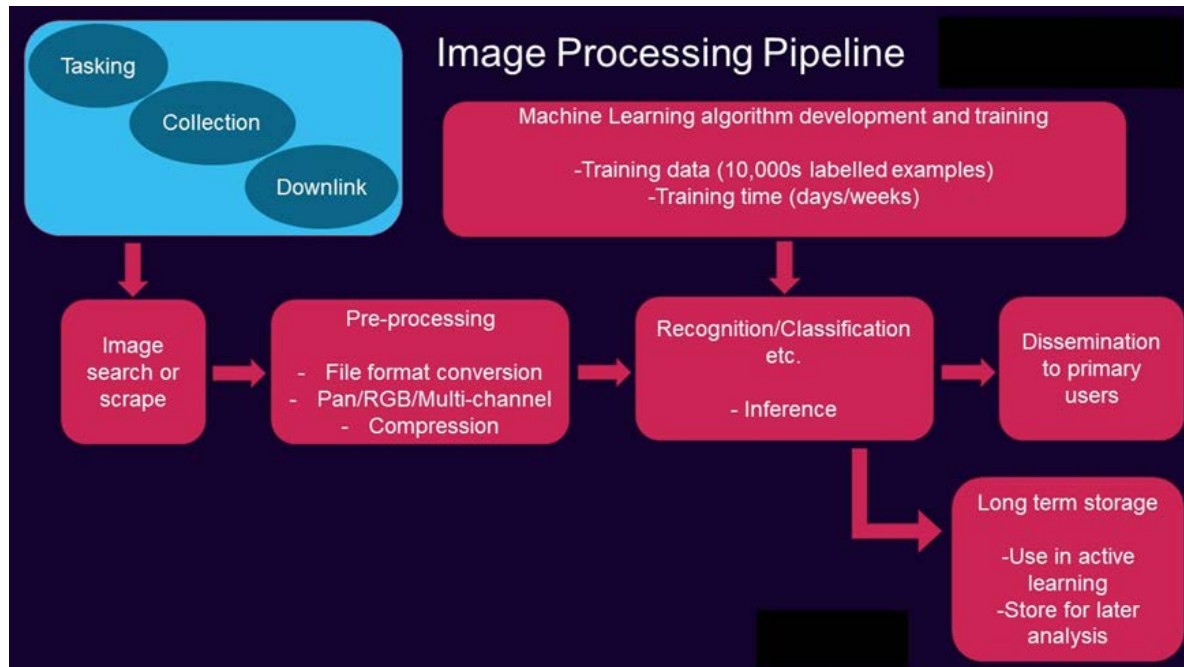 Image Processing Pipeline
Tasking
Collection
Downlink
Machine Learning algorithm development and training
-Training data (10,000s labelled examples)
-Training time (days/weeks)
Image
search or
scrape
Pre-processing
- File format conversion
- Pan/RGB/Multi-channel
- Compression
Recognition/Classification
etc.
- Inference
Dissemination
to primary
users
Long term storage
-Use in active
learning
-Store for later
analysis